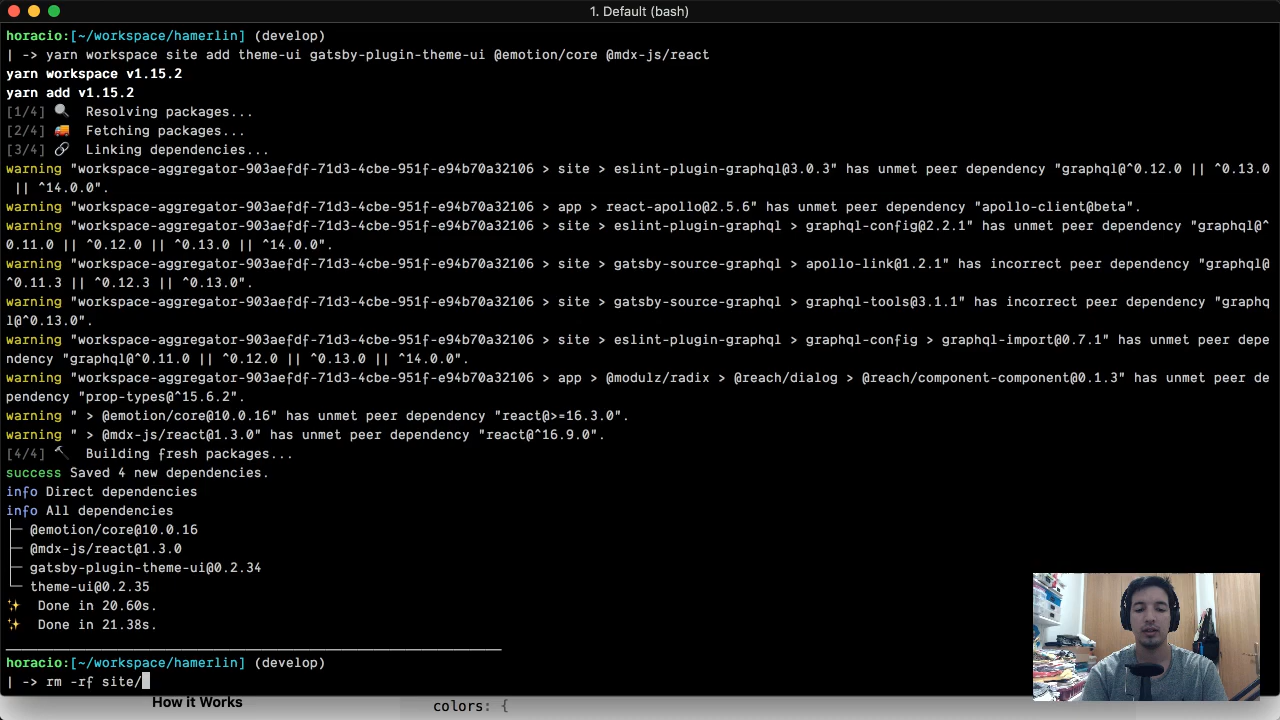 1. Default (bash)
horacio:[~/workspace/hamerlin] (develop)
| -> yarn workspace site add theme-ui gatsby-plugin-theme-ui @emotion/core @mdx-js/react
yarn workspace v1.15.2
yarn add v1.15.2
[1/4] 🔍 Resolving packages...
[2/4] 🚚 Fetching packages...
[3/4] 🔗 Linking dependencies...
warning "workspace-aggregator-903aefdf-71d3-4cbe-951f-e94b70a32106 > site > eslint-plugin-graphql@3.0.3" has unmet peer dependency "graphql@^0.12.0 || ^0.13.0
|| ^14.0.0".
warning "workspace-aggregator-903aefdf-71d3-4cbe-951f-e94b70a32106 > app > react-apollo@2.5.6" has unmet peer dependency "apollo-client@beta".
warning "workspace-aggregator-903aefdf-71d3-4cbe-951f-e94b70a32106 > site > eslint-plugin-graphql > graphql-config@2.2.1" has unmet peer dependency "graphql@^
0.11.0 || ^0.12.0 || ^0.13.0 || ^14.0.0".
warning "workspace-aggregator-903aefdf-71d3-4cbe-951f-e94b70a32106 > site > gatsby-source-graphql > apollo-link@1.2.1" has incorrect peer dependency "graphql@
^0.11.3 || ^0.12.3 || ^0.13.0".
warning "workspace-aggregator-903aefdf-71d3-4cbe-951f-e94b70a32106 > site > gatsby-source-graphql > graphql-tools@3.1.1" has incorrect peer dependency "graphq
l@^0.13.0".
warning "workspace-aggregator-903aefdf-71d3-4cbe-951f-e94b70a32106 > site > eslint-plugin-graphql > graphql-config > graphql-import@0.7.1" has unmet peer depe
ndency "graphql@^0.11.0 || ^0.12.0 || ^0.13.0 || ^14.0.0".
warning "workspace-aggregator-903aefdf-71d3-4cbe-951f-e94b70a32106 > app > @modulz/radix > @reach/dialog > @reach/component-component@0.1.3" has unmet peer de
pendency "prop-types@^15.6.2".
warning " > @emotion/core@10.0.16" has unmet peer dependency "react@>=16.3.0".
warning " > @mdx-js/react@1.3.0" has unmet peer dependency "react@^16.9.0".
[4/4] 🔨 Building fresh packages...
success Saved 4 new dependencies.
info Direct dependencies
info All dependencies
├─ @emotion/core@10.0.16
├─ @mdx-js/react@1.3.0
├─ gatsby-plugin-theme-ui@0.2.34
└─ theme-ui@0.2.35
✨ Done in 20.60s.
✨ Done in 21.38s.
horacio:[~/workspace/hamerlin] (develop)
| -> rm -rf site/
How it Works
colors: {